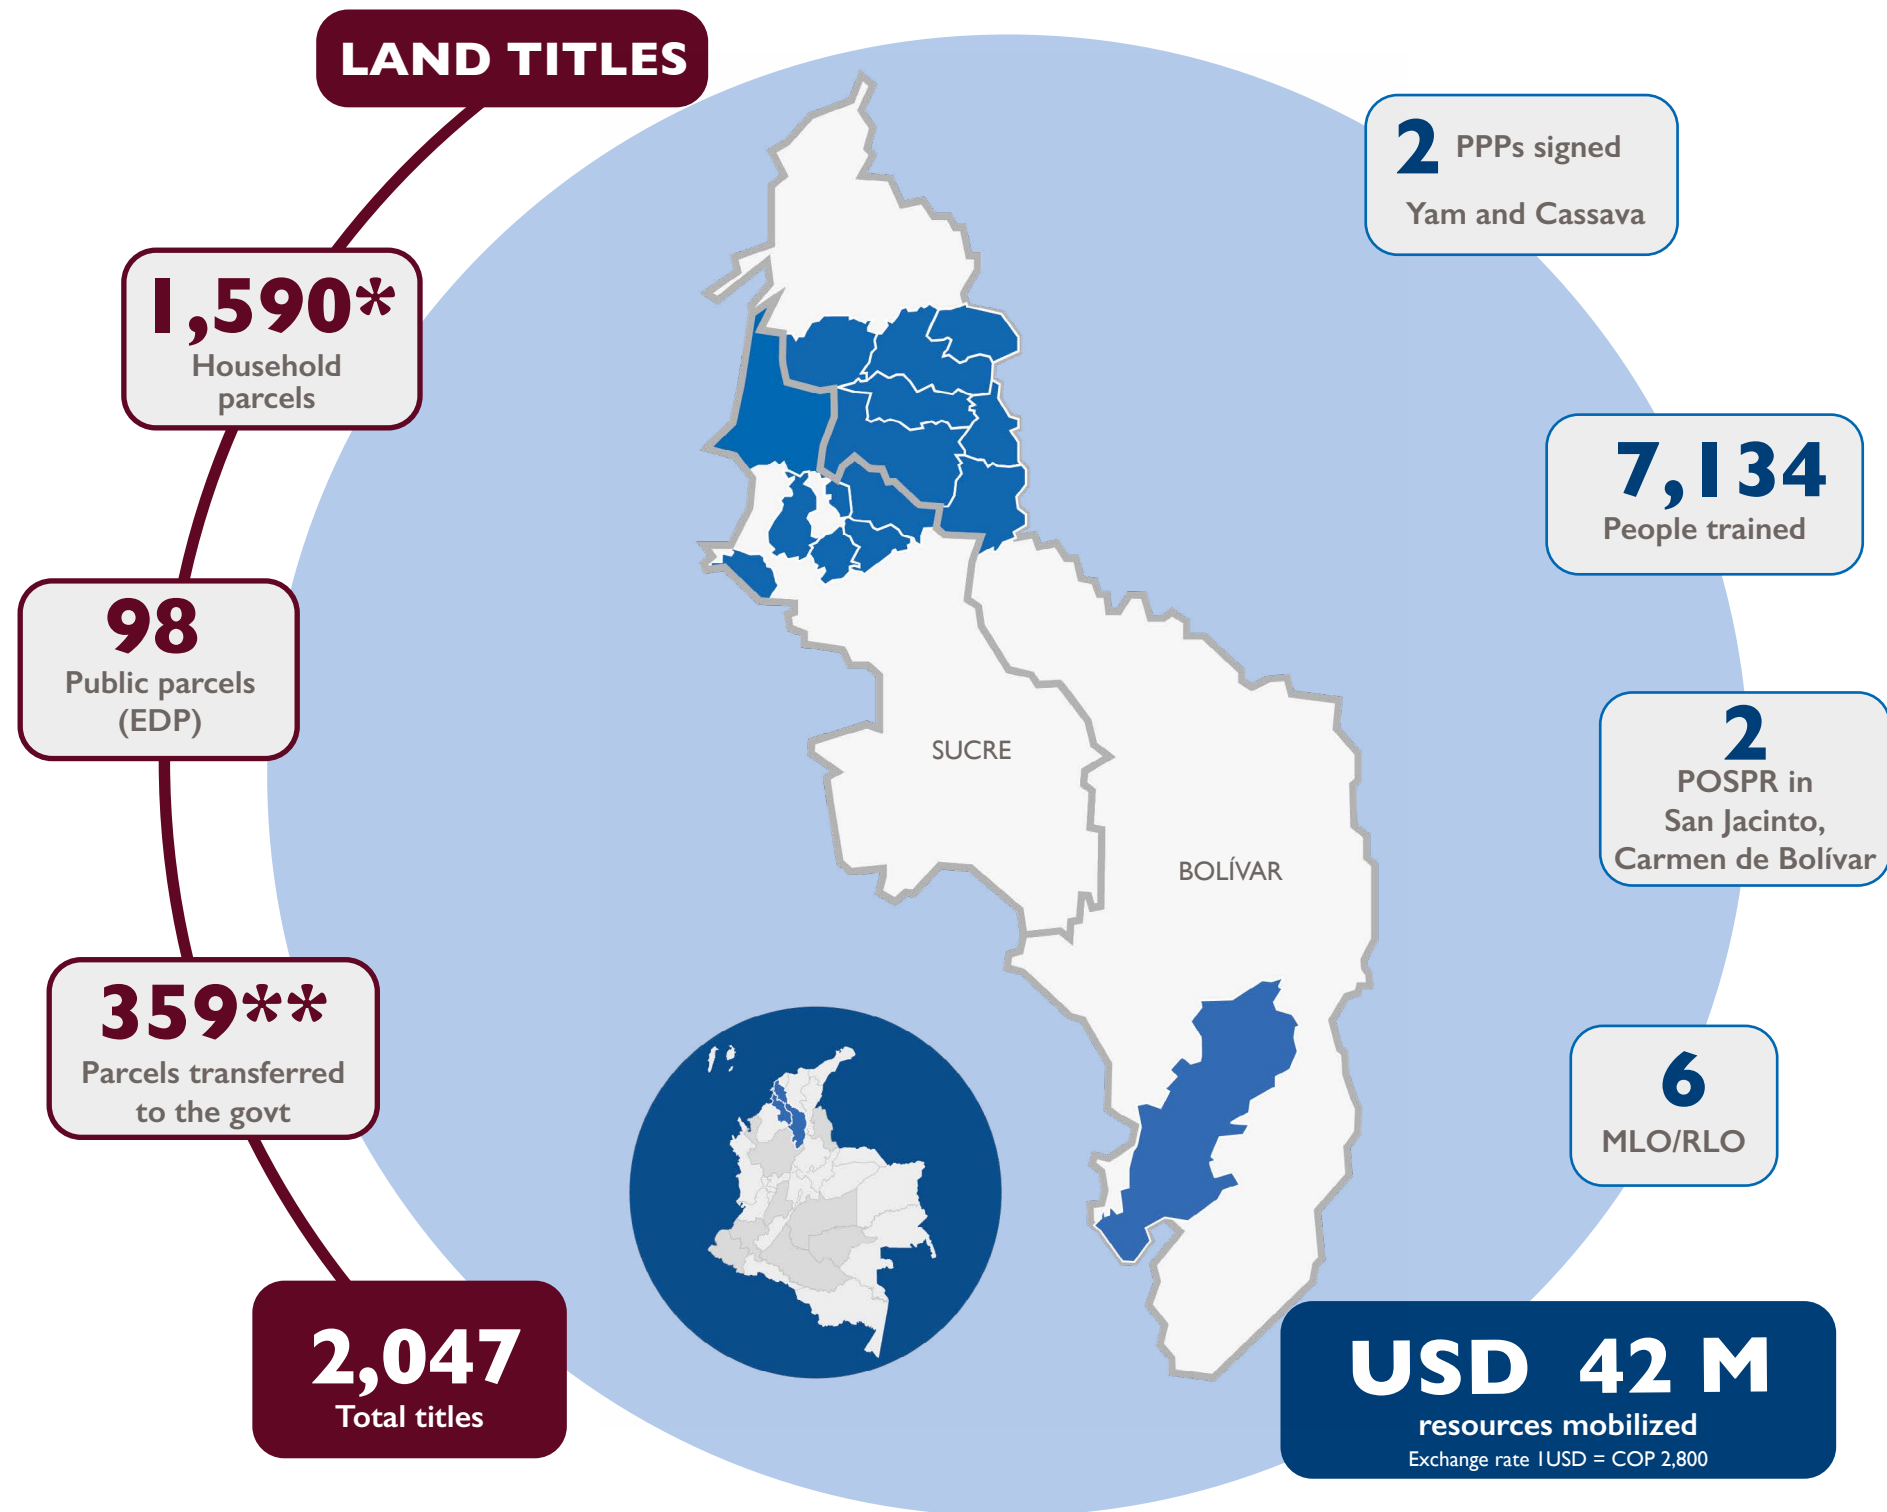 LAND TITLES
1,590*
Household
parcels
98
Public parcels
(EDP)
359**
Parcels transferred
to the govt
2,047
Total titles
SUCRE
BOLÍVAR
2 PPPs signed
Yam and Cassava
7,134
People trained
2
POSPR in
San Jacinto,
Carmen de Bolívar
6
MLO/RLO
USD 42 M
resources mobilized
Exchange rate 1USD = COP 2,800